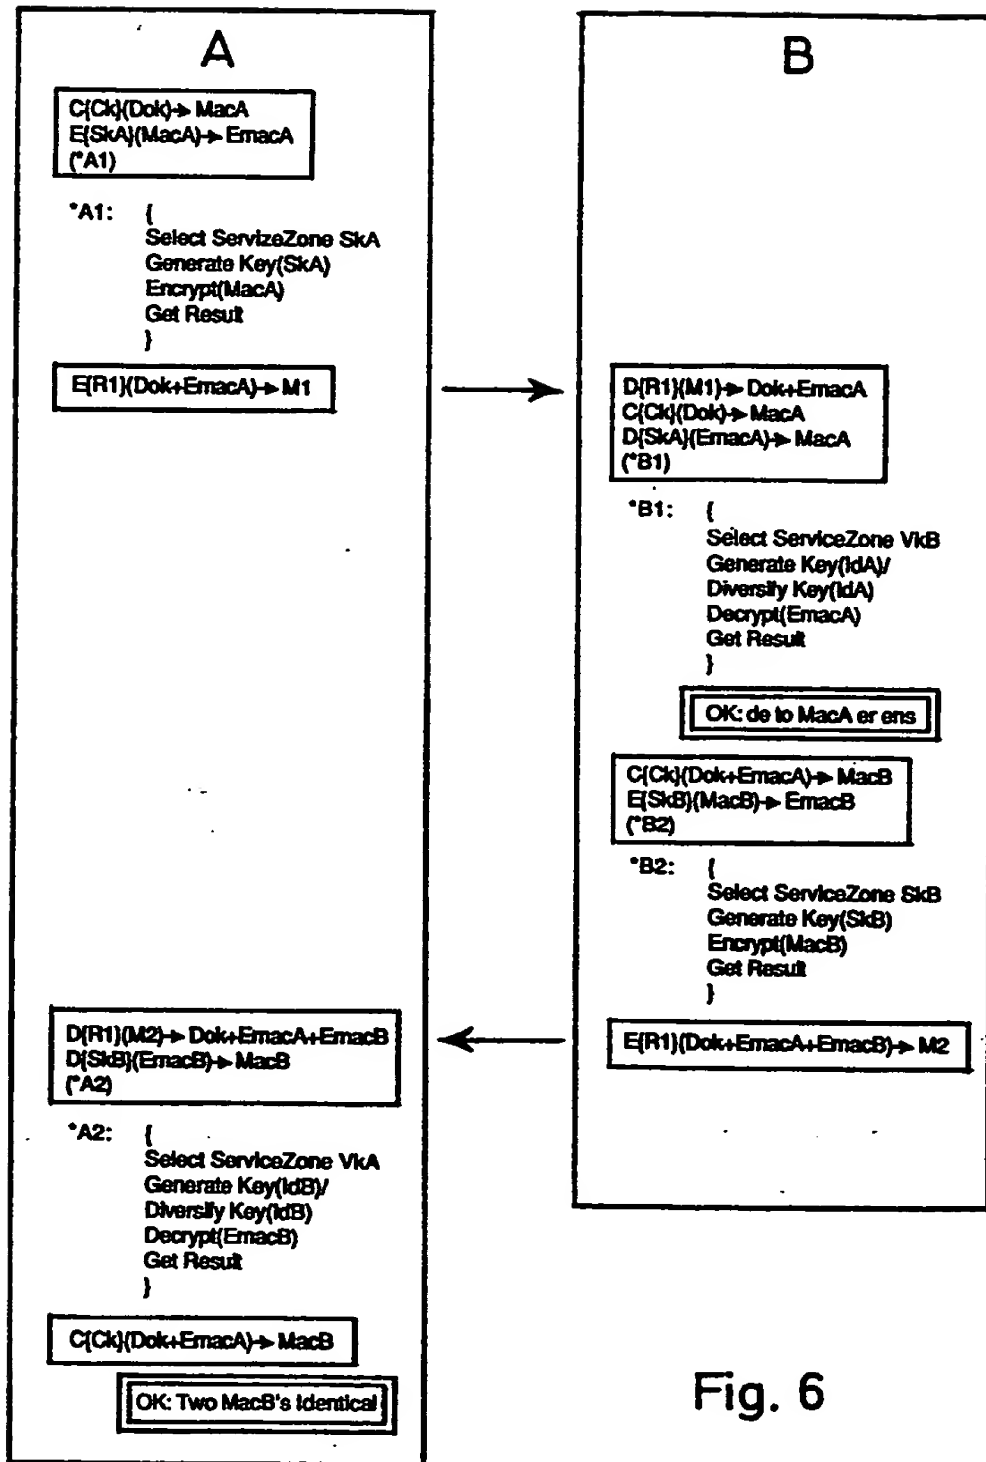 A
C{Ck}(Dok)→ MacA
E{SkA}(MacA)→ EmacA
(*A1)
*A1: {
Select ServizeZone SkA
Generate Key(SkA)
Encrypt(MacA)
Get Result
}
E{R1}(Dok+EmacA)→ M1
D{R1}(M2)→ Dok+EmacA+EmacB
D{SkB}(EmacB)→ MacB
(*A2)
*A2: {
Select ServiceZone VkA
Generate Key(IdB)/
Diversify Key(IdB)
Decrypt(EmacB)
Get Result
}
C{Ck}(Dok+EmacA)→ MacB
OK: Two MacB's Identical
B
D{R1}(M1)→ Dok+EmacA
C{Ck}(Dok)→ MacA
D{SkA}(EmacA)→ MacA
(*B1)
*B1: {
Select ServiceZone VkB
Generate Key(IdA)/
Diversify Key(IdA)
Decrypt(EmacA)
Get Result
}
OK: de to MacA er ens
C{Ck}(Dok+EmacA)→ MacB
E{SkB}(MacB)→ EmacB
(*B2)
*B2: {
Select ServiceZone SkB
Generate Key(SkB)
Encrypt(MacB)
Get Result
}
E{R1}(Dok+EmacA+EmacB)→ M2
Fig. 6